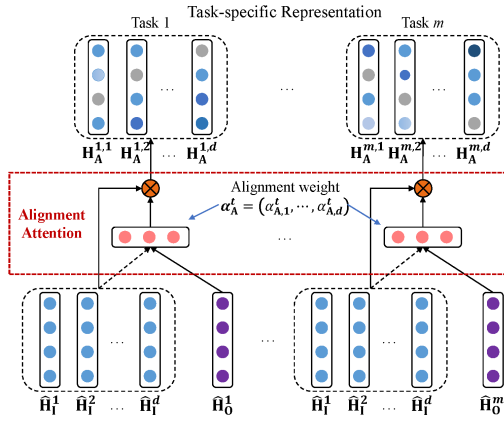 Task-specific Representation
Task 1
Task m
... ... ...
H_A^{1,1} H_A^{1,2} ... H_A^{1,d}
H_A^{m,1} H_A^{m,2} ... H_A^{m,d}
Alignment Attention
Alignment weight
α_A^t = (α_{A,1}^t, ⋯, α_{A,d}^t)
...
... ... ...
Ĥ_I^1 Ĥ_I^2 ... Ĥ_I^d Ĥ_O^1 ... Ĥ_I^1 Ĥ_I^2 ... Ĥ_I^d Ĥ_O^m